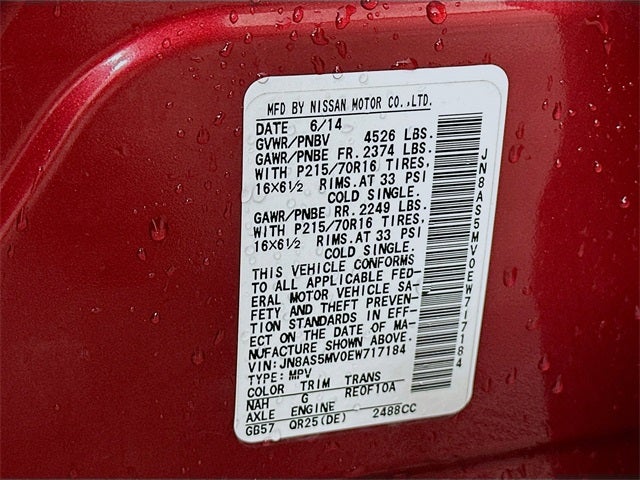 MFD BY NISSAN MOTOR CO.,LTD.
DATE 6/14
GVWR/PNBV 4526 LBS.
GAWR/PNBE FR. 2374 LBS.
WITH P215/70R16 TIRES,
16X6½ RIMS. AT 33 PSI
COLD SINGLE.
GAWR/PNBE RR. 2249 LBS.
WITH P215/70R16 TIRES,
16X6½ RIMS. AT 33 PSI
COLD SINGLE.
THIS VEHICLE CONFORMS
TO ALL APPLICABLE FED-
ERAL MOTOR VEHICLE SA-
FETY AND THEFT PREVEN-
TION STANDARDS IN EFF-
ECT ON THE DATE OF MA-
NUFACTURE SHOWN ABOVE.
VIN: JN8AS5MV0EW717184
TYPE: MPV
COLOR TRIM TRANS
NAH G RE0F10A
AXLE ENGINE
GB57 QR25(DE) 2488CC
JN8AS5MV0EW717184